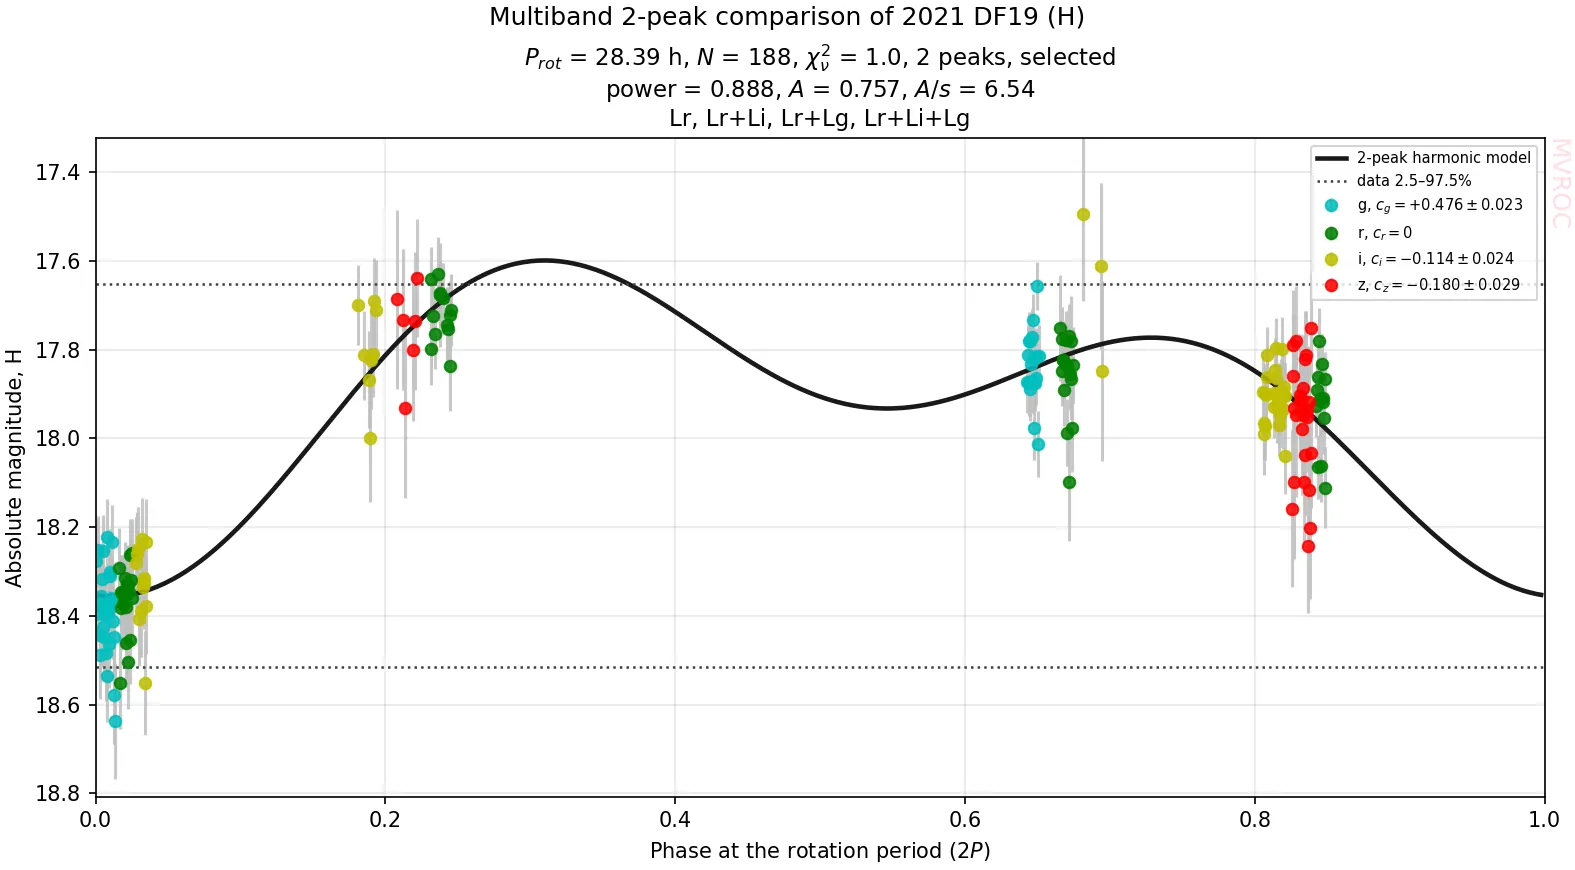 Multiband 2-peak comparison of 2021 DF19 (H)
P_rot = 28.39 h, N = 188, χ²_ν = 1.0, 2 peaks, selected
power = 0.888, A = 0.757, A/s = 6.54
Lr, Lr+Li, Lr+Lg, Lr+Li+Lg
2-peak harmonic model
data 2.5–97.5%
g, c_g = +0.476 ± 0.023
r, c_r = 0
i, c_i = −0.114 ± 0.024
z, c_z = −0.180 ± 0.029
MVROC
Absolute magnitude, H
17.4
17.6
17.8
18.0
18.2
18.4
18.6
18.8
0.0
0.2
0.4
0.6
0.8
1.0
Phase at the rotation period (2P)